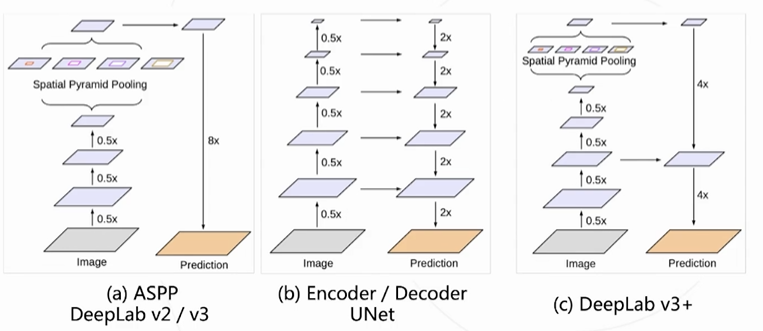 Spatial Pyramid Pooling
0.5x
0.5x
0.5x
8x
Image
Prediction
(a) ASPP
DeepLab v2 / v3
0.5x
0.5x
0.5x
0.5x
0.5x
2x
2x
2x
2x
2x
Image
Prediction
(b) Encoder / Decoder
UNet
Spatial Pyramid Pooling
0.5x
0.5x
0.5x
0.5x
4x
4x
Image
Prediction
(c) DeepLab v3+